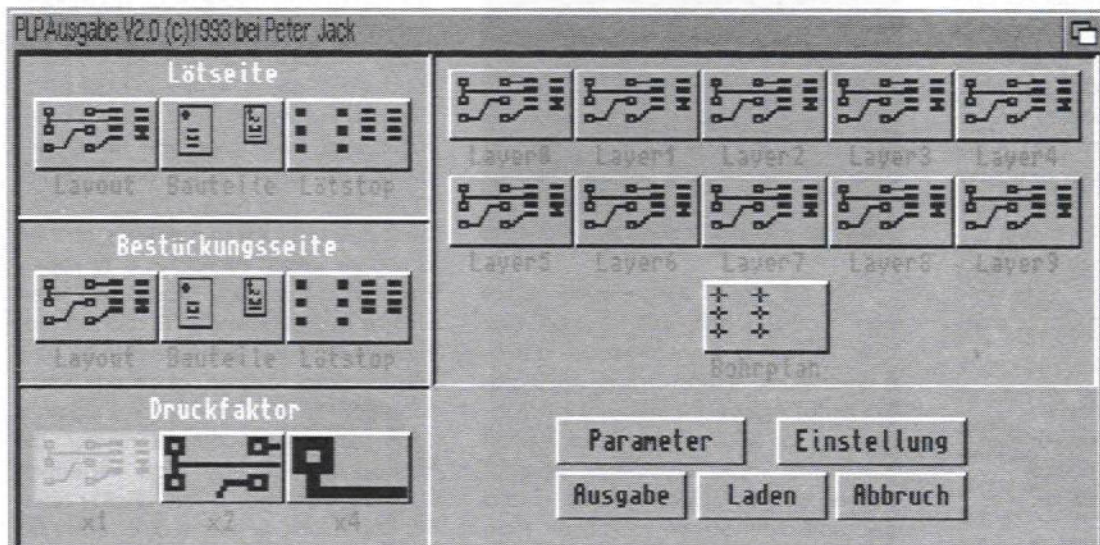 PLPAusgabe V2.0 (c)1993 bei Peter Jack
Lötseite
Layout Bauteile Lötstop
Bestückungsseite
Layout Bauteile Lötstop
Druckfaktor
x1 x2 x4
Layer0 Layer1 Layer2 Layer3 Layer4
Layer5 Layer6 Layer7 Layer8 Layer9
Bohrplan
Parameter Einstellung
Ausgabe Laden Abbruch